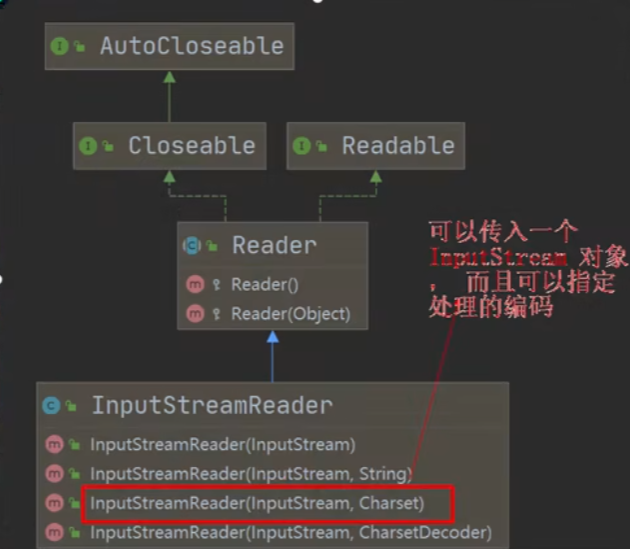 AutoCloseable
Closeable
Readable
Reader
Reader()
Reader(Object)
可以传入一个
InputStream 对象
， 而且可以指定
处理的编码
InputStreamReader
InputStreamReader(InputStream)
InputStreamReader(InputStream, String)
InputStreamReader(InputStream, Charset)
InputStreamReader(InputStream, CharsetDecoder)